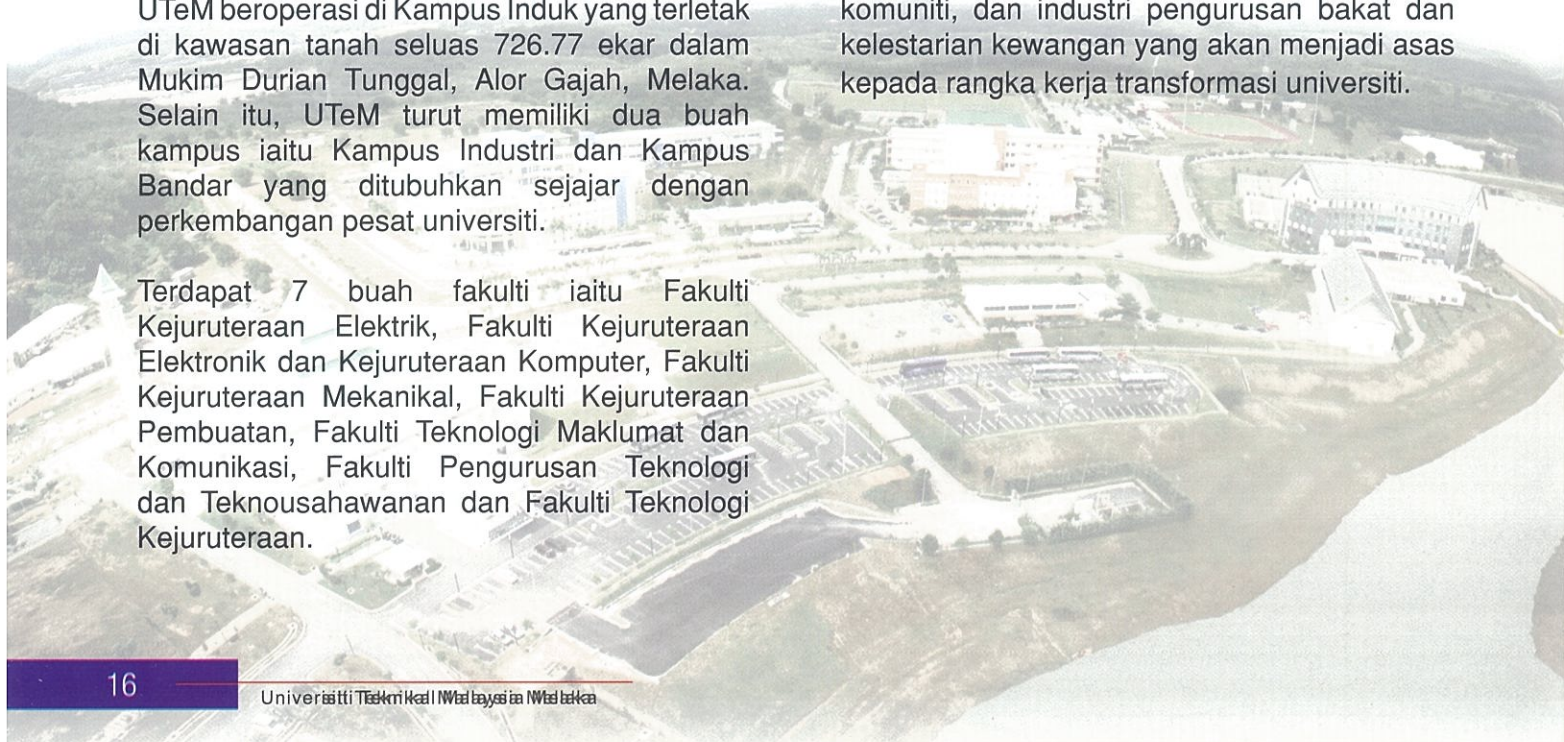 UTeM beroperasi di Kampus Induk yang terletak
di kawasan tanah seluas 726.77 ekar dalam
Mukim Durian Tunggal, Alor Gajah, Melaka.
Selain itu, UTeM turut memiliki dua buah
kampus iaitu Kampus Industri dan Kampus
Bandar yang ditubuhkan sejajar dengan
perkembangan pesat universiti.
Terdapat 7 buah fakulti iaitu Fakulti
Kejuruteraan Elektrik, Fakulti Kejuruteraan
Elektronik dan Kejuruteraan Komputer, Fakulti
Kejuruteraan Mekanikal, Fakulti Kejuruteraan
Pembuatan, Fakulti Teknologi Maklumat dan
Komunikasi, Fakulti Pengurusan Teknologi
dan Teknousahawanan dan Fakulti Teknologi
Kejuruteraan.
komuniti, dan industri pengurusan bakat dan
kelestarian kewangan yang akan menjadi asas
kepada rangka kerja transformasi universiti.
16
Universiti Teknikal Malaysia Melaka